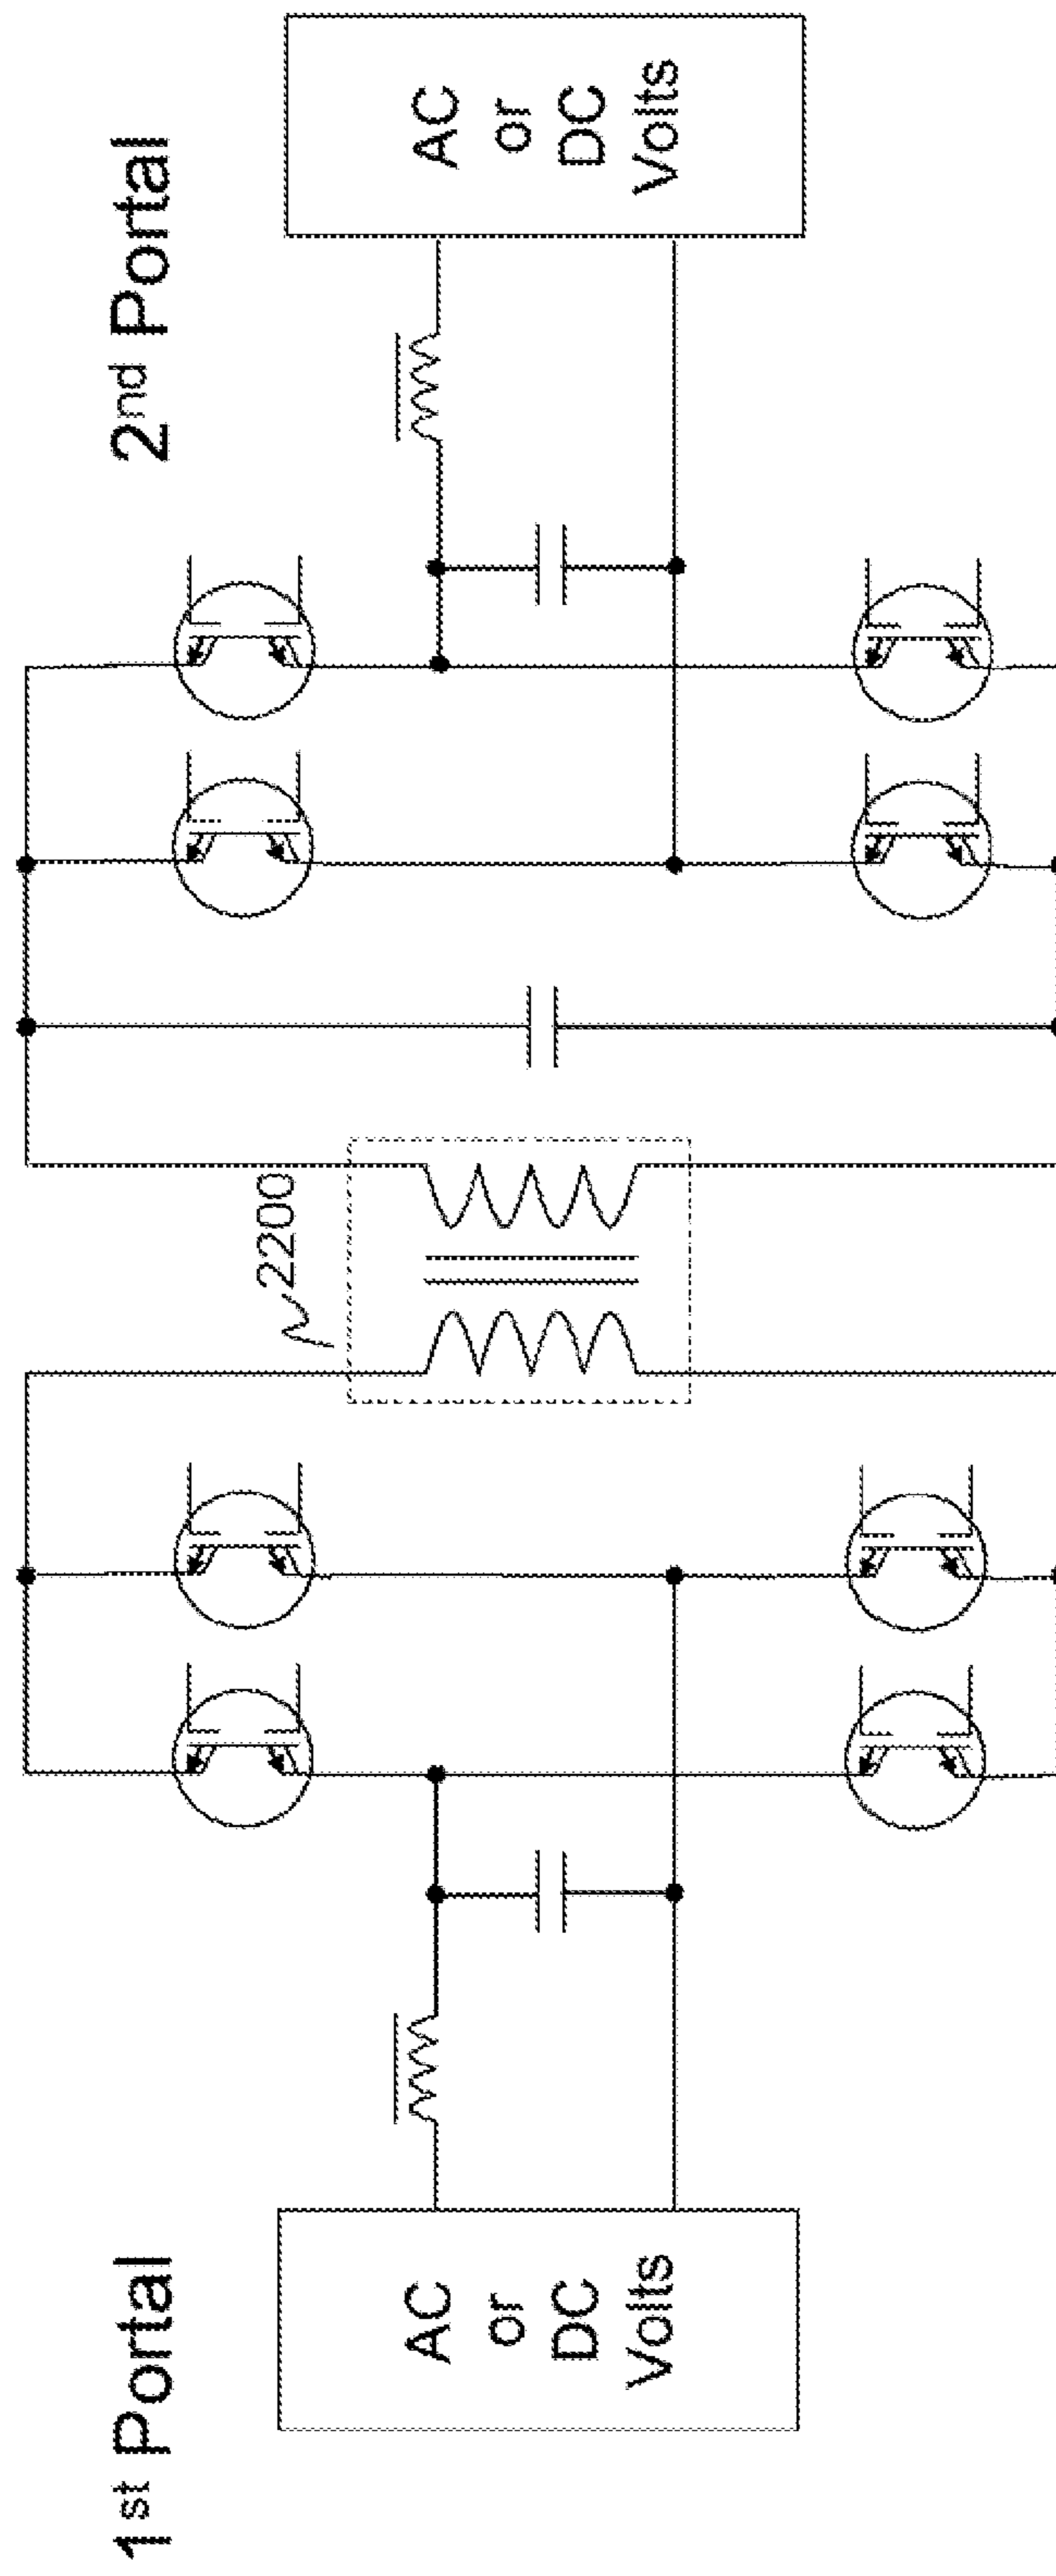 1st Portal
AC
or
DC
Volts
2200
2nd Portal
AC
or
DC
Volts